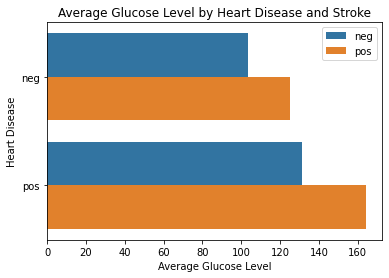 Average Glucose Level by Heart Disease and Stroke
neg
pos
Heart Disease
neg
pos
0 20 40 60 80 100 120 140 160
Average Glucose Level